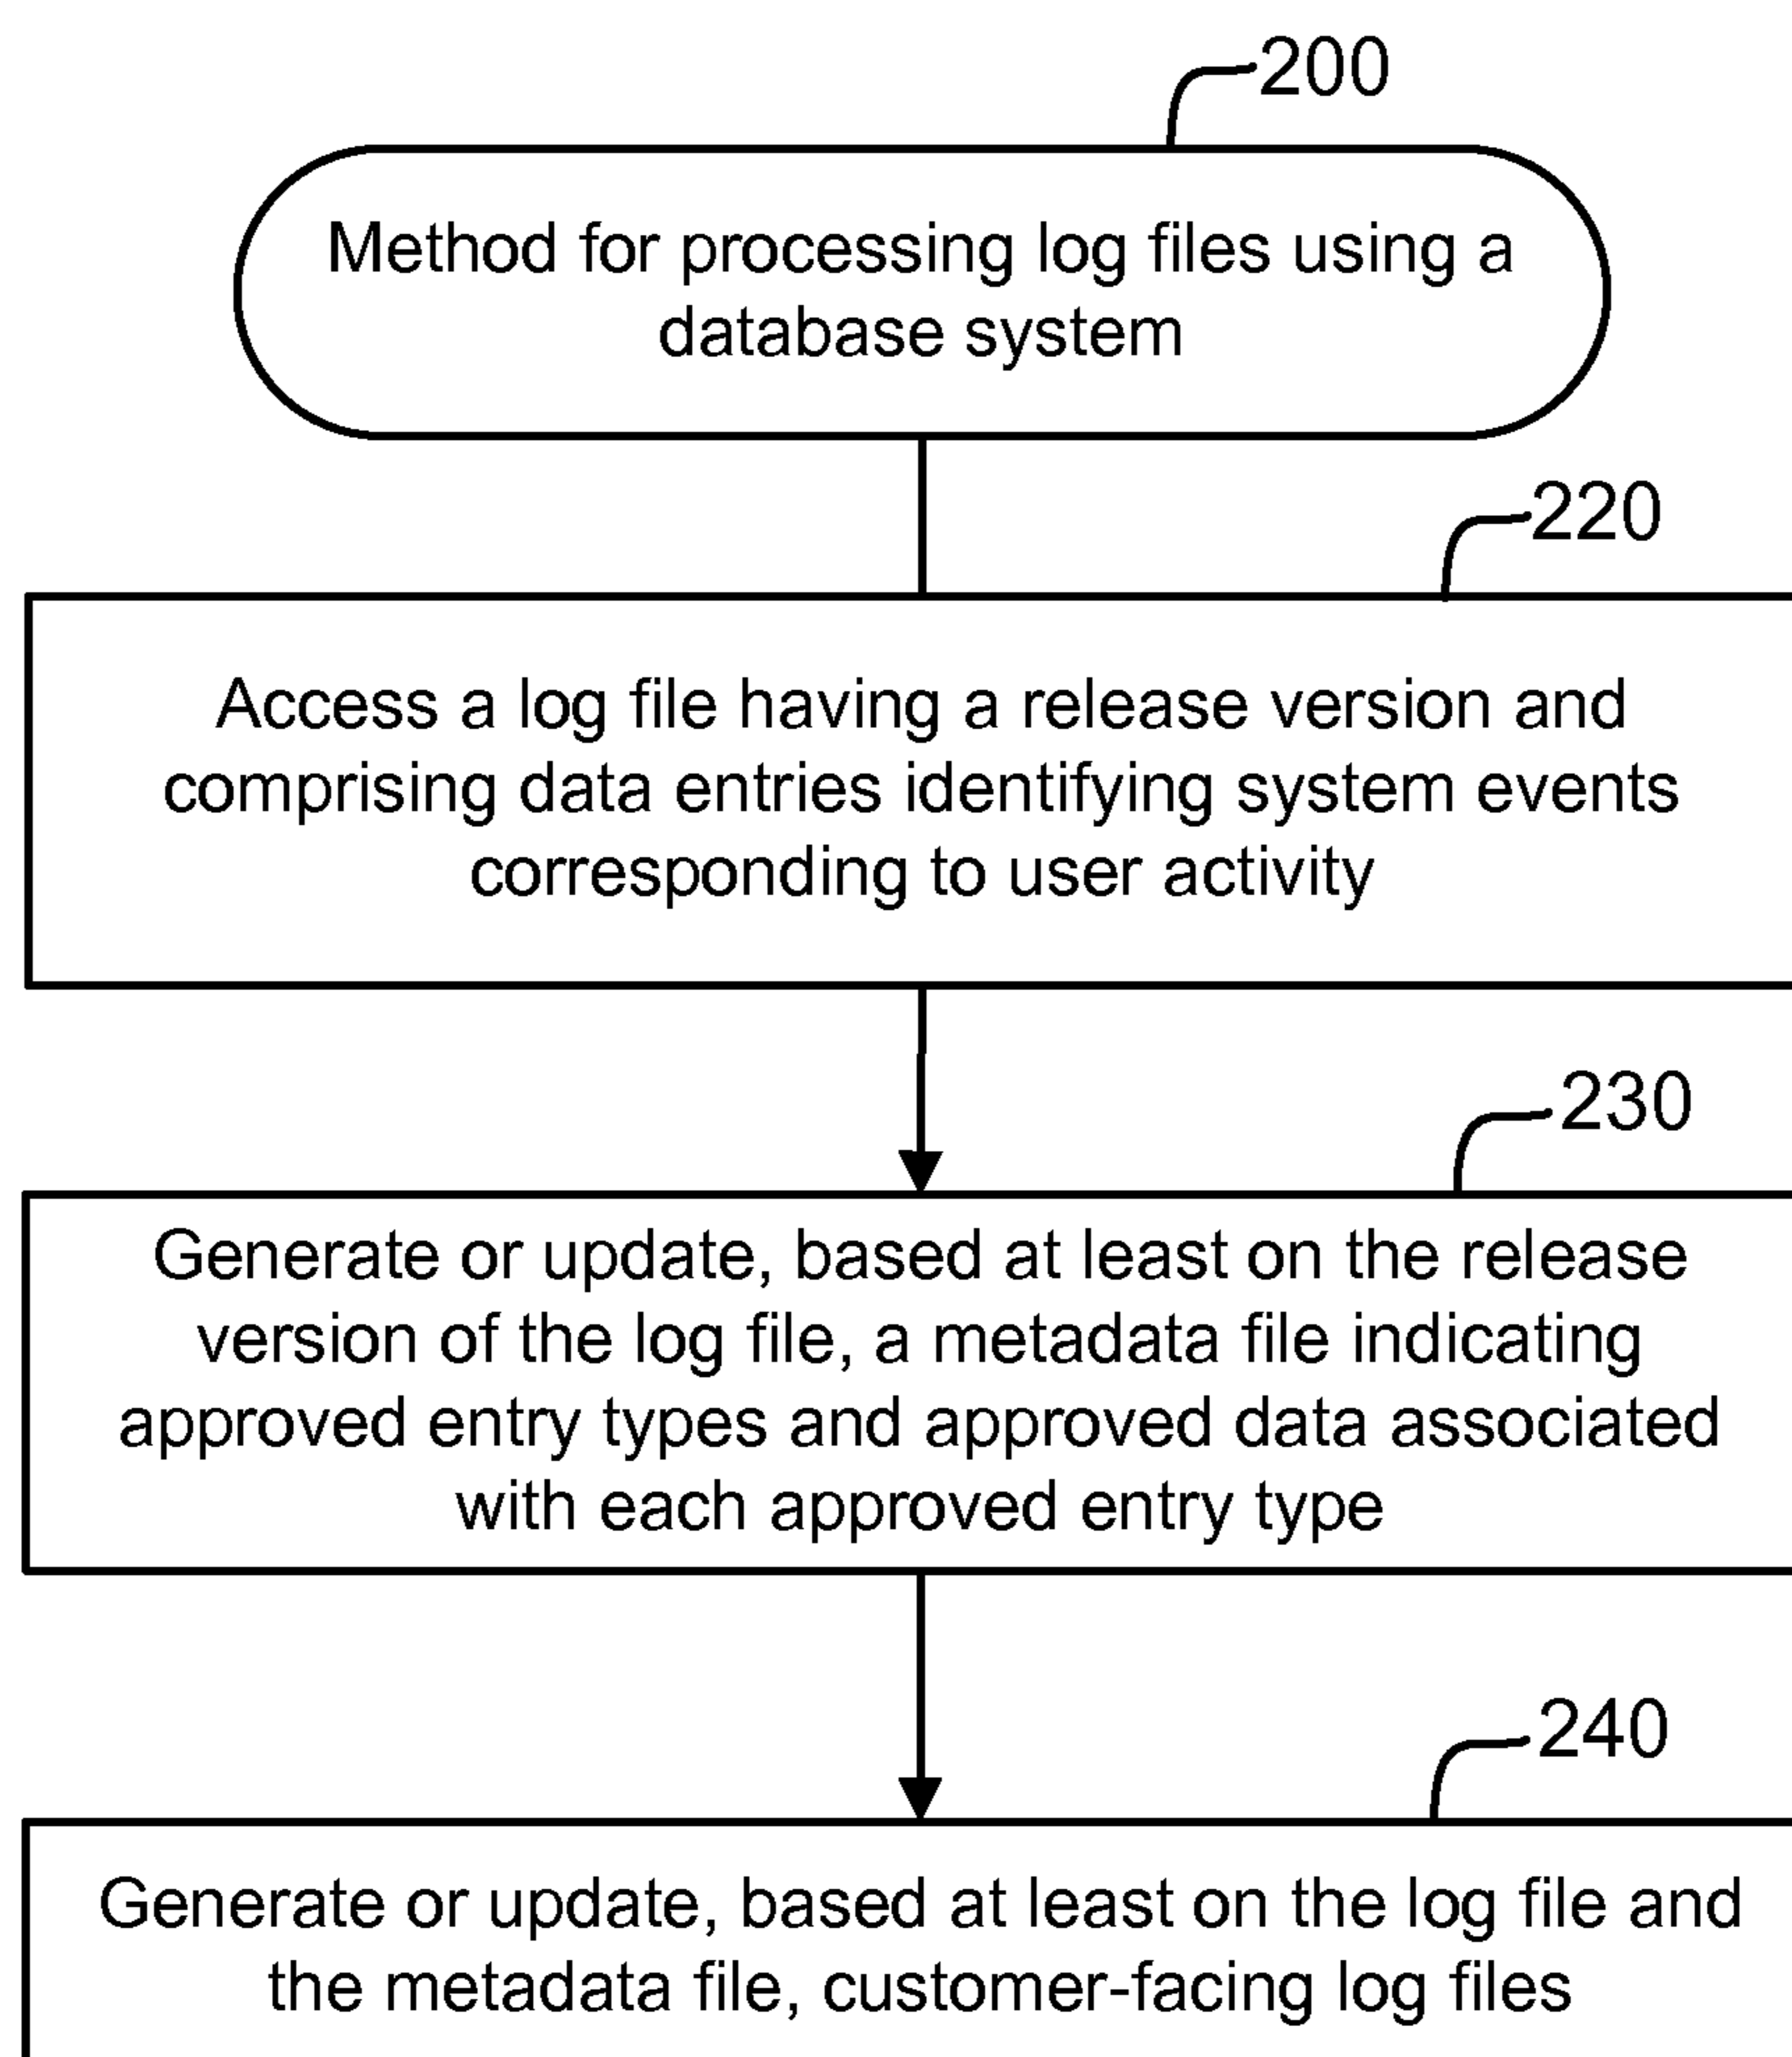 200
Method for processing log files using a
database system
220
Access a log file having a release version and
comprising data entries identifying system events
corresponding to user activity
230
Generate or update, based at least on the release
version of the log file, a metadata file indicating
approved entry types and approved data associated
with each approved entry type
240
Generate or update, based at least on the log file and
the metadata file, customer-facing log files